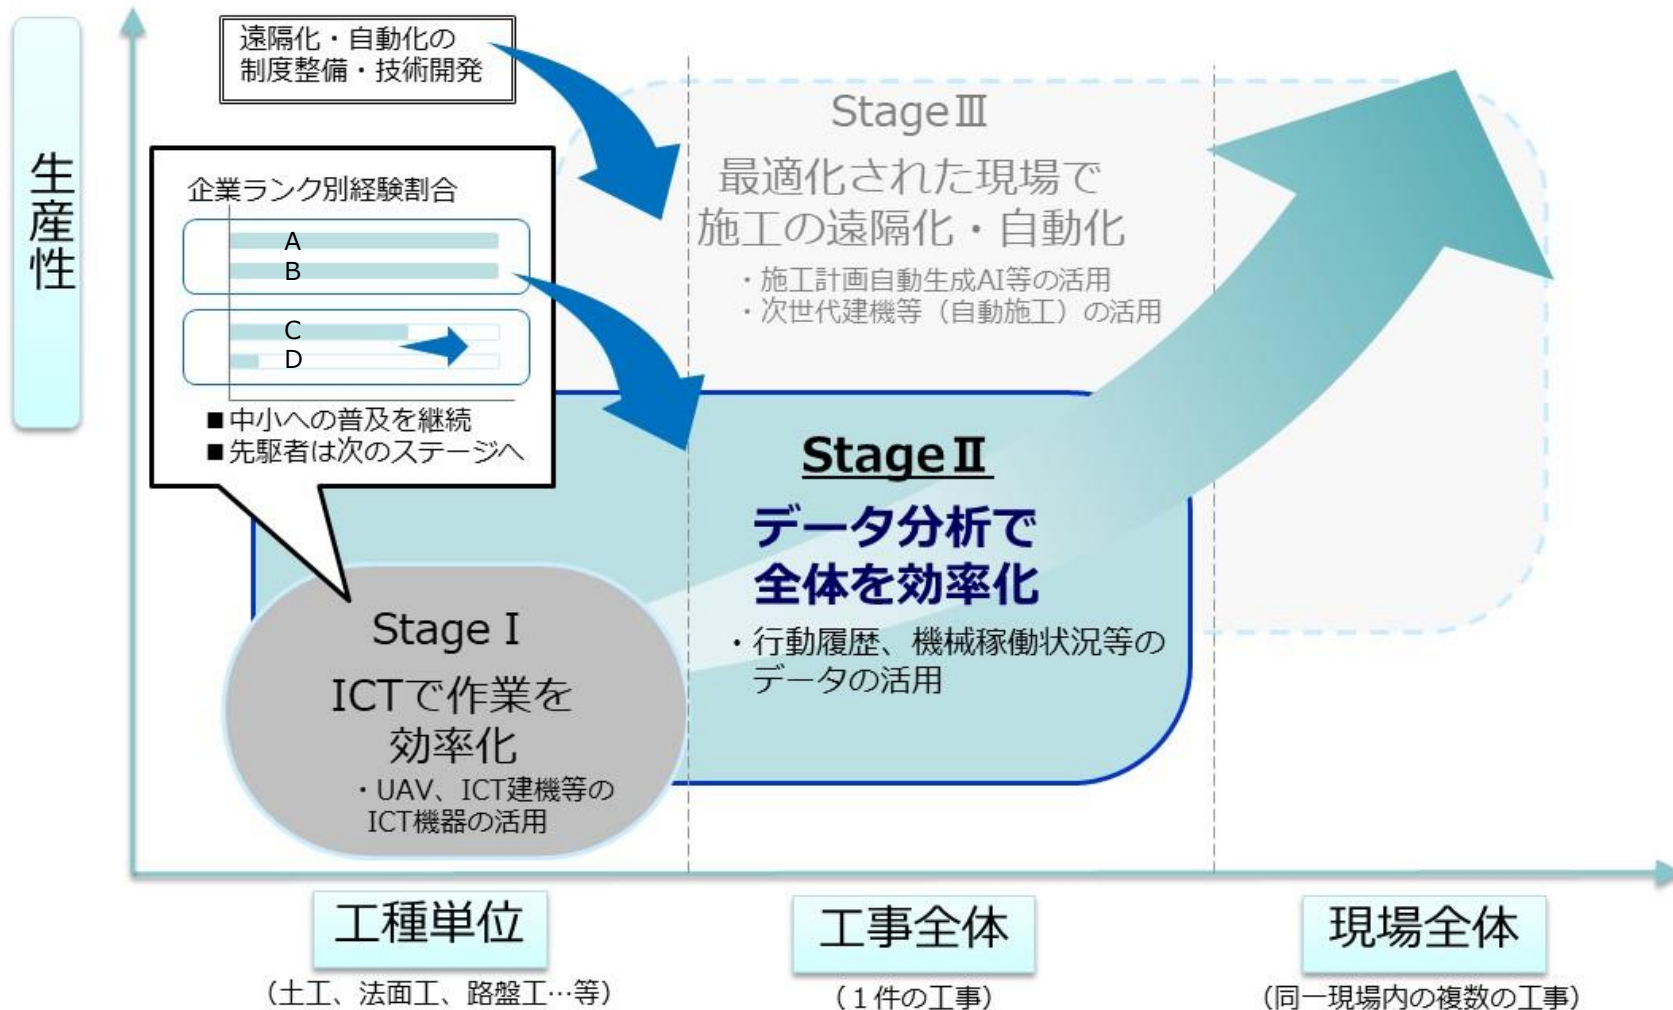 生産性
遠隔化・自動化の
制度整備・技術開発
企業ランク別経験割合
A
B
C
D
■中小への普及を継続
■先駆者は次のステージへ
StageⅢ
最適化された現場で
施工の遠隔化・自動化
・施工計画自動生成AI等の活用
・次世代建機等（自動施工）の活用
StageⅡ
データ分析で
全体を効率化
・行動履歴、機械稼働状況等の
データの活用
Stage I
ICTで作業を
効率化
・UAV、ICT建機等の
ICT機器の活用
工種単位
（土工、法面工、路盤工…等）
工事全体
（１件の工事）
現場全体
（同一現場内の複数の工事）